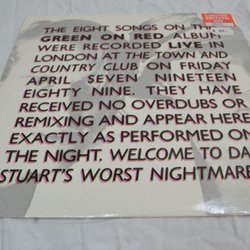 THE EIGHT SONGS ON THE
GREEN ON RED ALBUM
WERE RECORDED LIVE IN
LONDON AT THE TOWN AND
COUNTRY CLUB ON FRIDAY
APRIL SEVEN NINETEEN
EIGHTY NINE. THEY HAVE
RECEIVED NO OVERDUBS OR
REMIXING AND APPEAR HERE
EXACTLY AS PERFORMED ON
THE NIGHT. WELCOME TO DA
STUART'S WORST NIGHTMARE